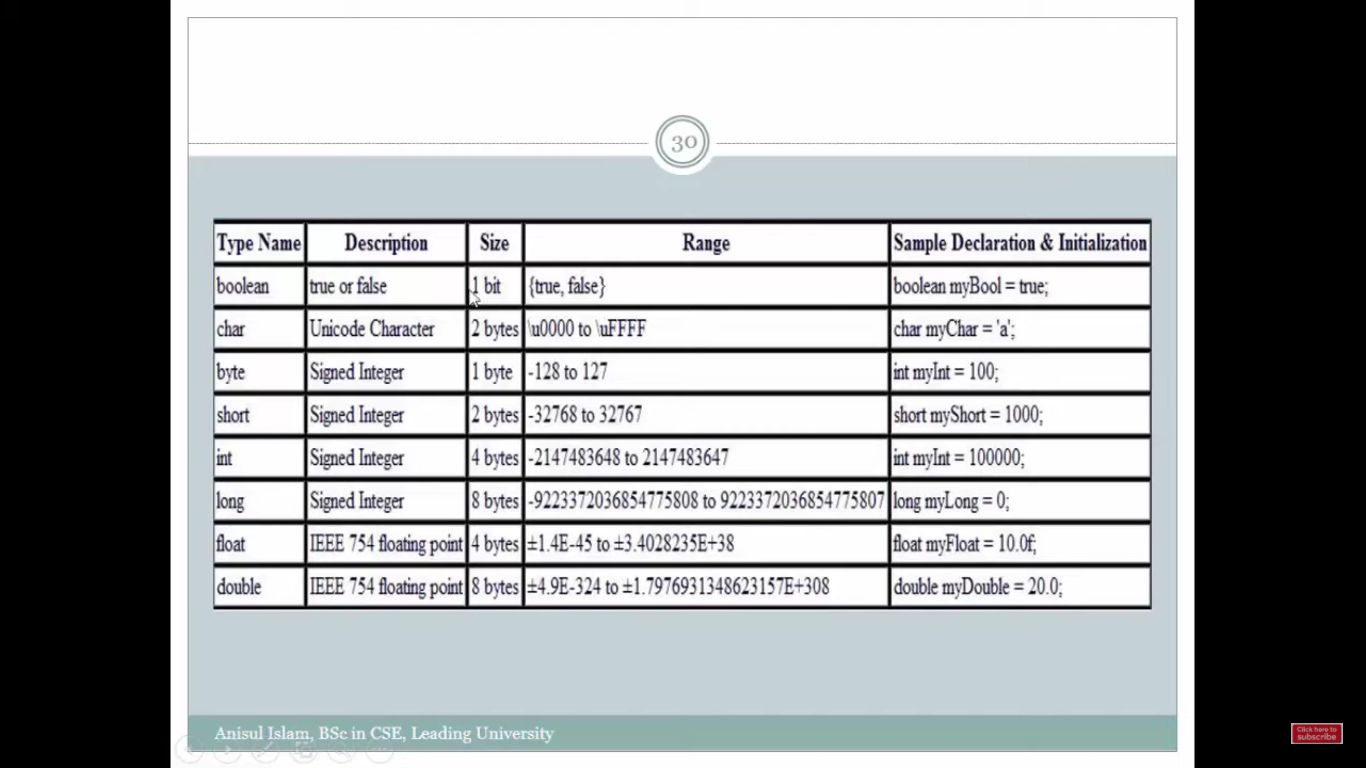 30
Type Name Description Size Range Sample Declaration & Initialization
boolean true or false 1 bit {true, false} boolean myBool = true;
char Unicode Character 2 bytes \u0000 to \uFFFF char myChar = 'a';
byte Signed Integer 1 byte -128 to 127 int myInt = 100;
short Signed Integer 2 bytes -32768 to 32767 short myShort = 1000;
int Signed Integer 4 bytes -2147483648 to 2147483647 int myInt = 100000;
long Signed Integer 8 bytes -9223372036854775808 to 9223372036854775807 long myLong = 0;
float IEEE 754 floating point 4 bytes ±1.4E-45 to ±3.4028235E+38 float myFloat = 10.0f;
double IEEE 754 floating point 8 bytes ±4.9E-324 to ±1.7976931348623157E+308 double myDouble = 20.0;
Anisul Islam, BSc in CSE, Leading University
Click here to
subscribe